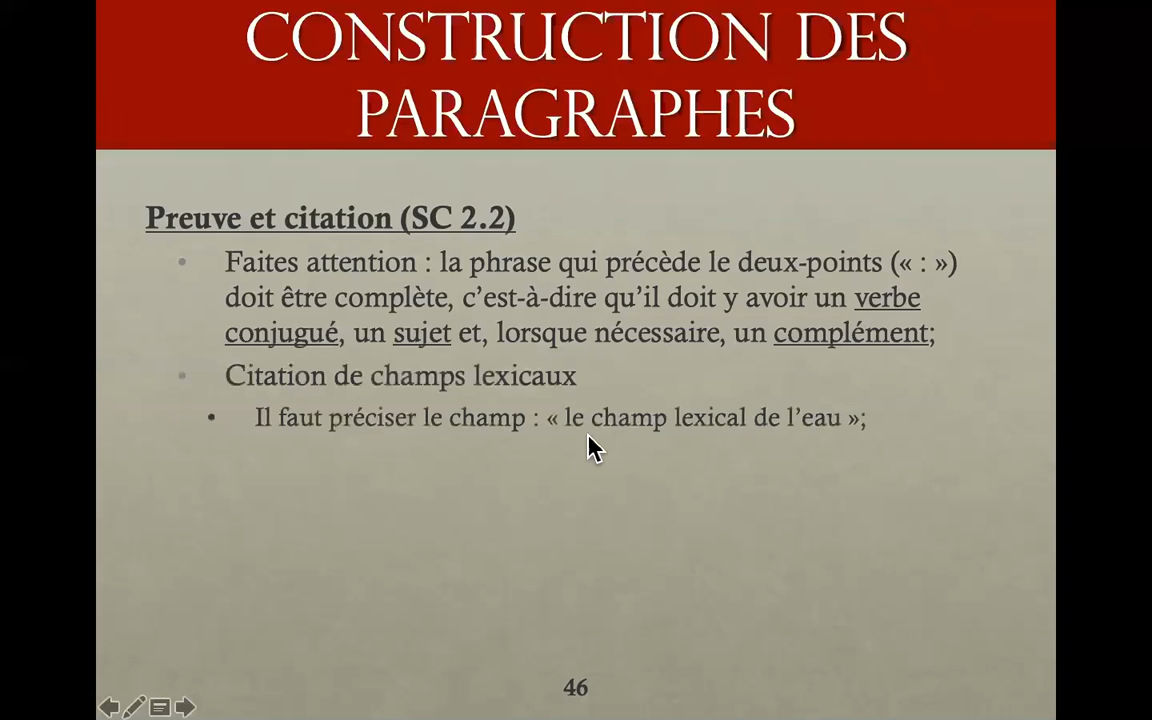 CONSTRUCTION DES
PARAGRAPHES
Preuve et citation (SC 2.2)
• Faites attention : la phrase qui précède le deux-points (« : »)
doit être complète, c’est-à-dire qu’il doit y avoir un verbe
conjugué, un sujet et, lorsque nécessaire, un complément;
• Citation de champs lexicaux
• Il faut préciser le champ : « le champ lexical de l’eau »;
46